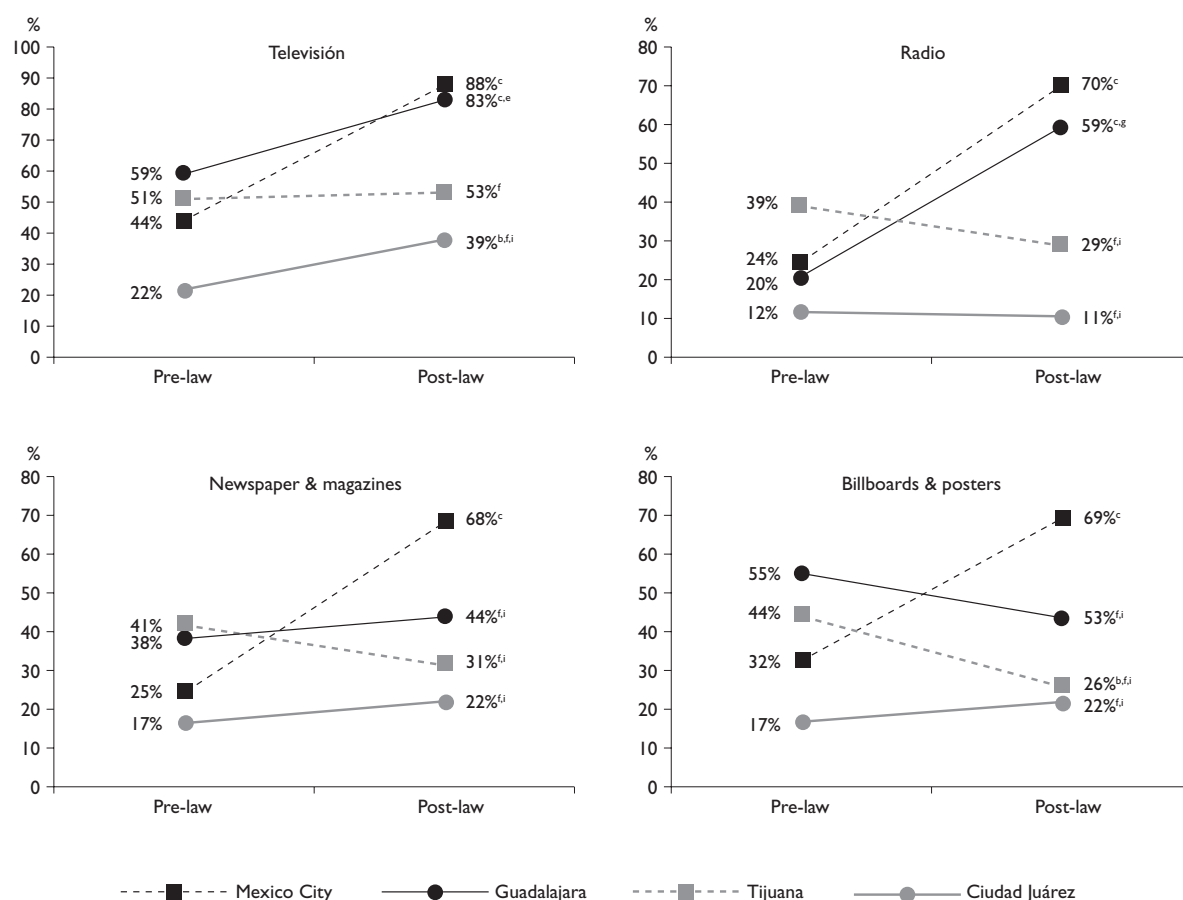 %
Televisión
100
90
80
70
60
50
40
30
20
10
0
59%
51%
44%
22%
88%ᶜ
83%ᶜ,ᵉ
53%ᶠ
39%ᵇ,ᶠ,ⁱ
Pre-law Post-law
%
Radio
80
70
60
50
40
30
20
10
0
39%
24%
20%
12%
70%ᶜ
59%ᶜ,ᵍ
29%ᶠ,ⁱ
11%ᶠ,ⁱ
Pre-law Post-law
%
Newspaper & magazines
80
70
60
50
40
30
20
10
0
41%
38%
25%
17%
68%ᶜ
44%ᶠ,ⁱ
31%ᶠ,ⁱ
22%ᶠ,ⁱ
Pre-law Post-law
%
Billboards & posters
80
70
60
50
40
30
20
10
0
55%
44%
32%
17%
69%ᶜ
53%ᶠ,ⁱ
26%ᵇ,ᶠ,ⁱ
22%ᶠ,ⁱ
Pre-law Post-law
Mexico City Guadalajara Tijuana Ciudad Juárez